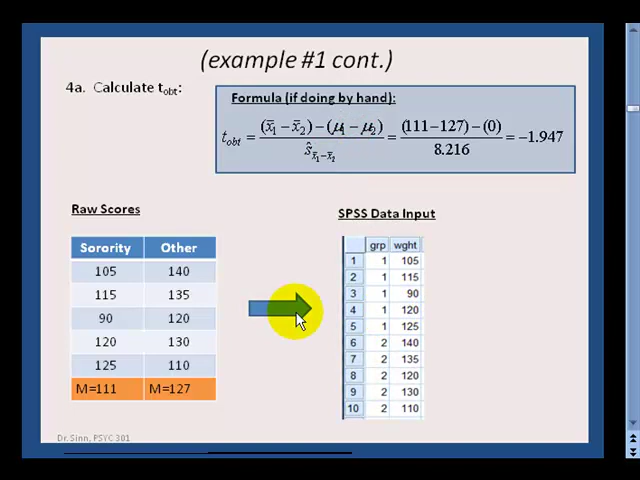 (example #1 cont.)
4a. Calculate t_obt:
Formula (if doing by hand):
t_obt = (x̄₁ − x̄₂) − (μ₁ − μ₂) / ŝ_x̄₁−x̄₂ = (111−127)−(0) / 8.216 = −1.947
Raw Scores
SPSS Data Input
Sorority Other
105 140
115 135
90 120
120 130
125 110
M=111 M=127
grp wght
1 1 105
2 1 115
3 1 90
4 1 120
5 1 125
6 2 140
7 2 135
8 2 120
9 2 130
10 2 110
Dr. Sinn, PSYC 301